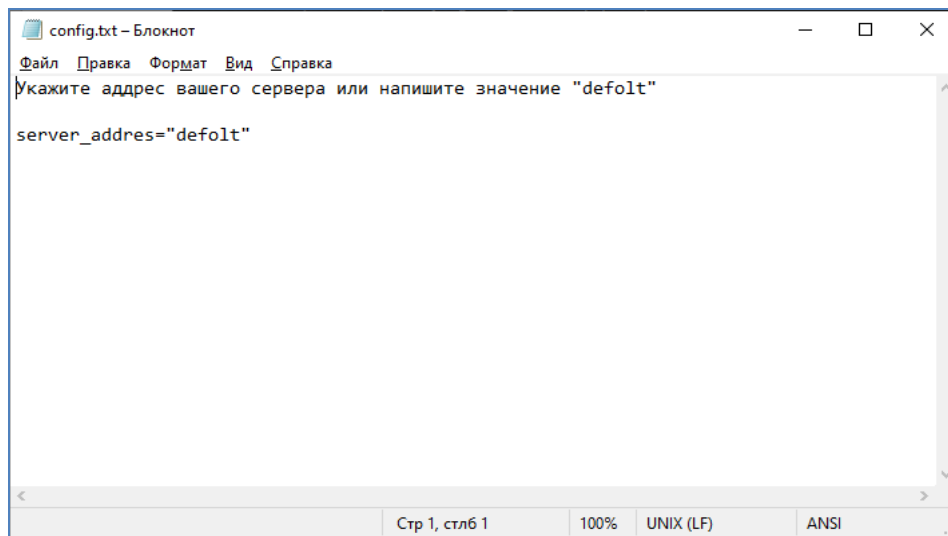 config.txt – Блокнот
Файл Правка Формат Вид Справка
Укажите аддрес вашего сервера или напишите значение "defolt"
server_addres="defolt"
Стр 1, стлб 1 100% UNIX (LF) ANSI